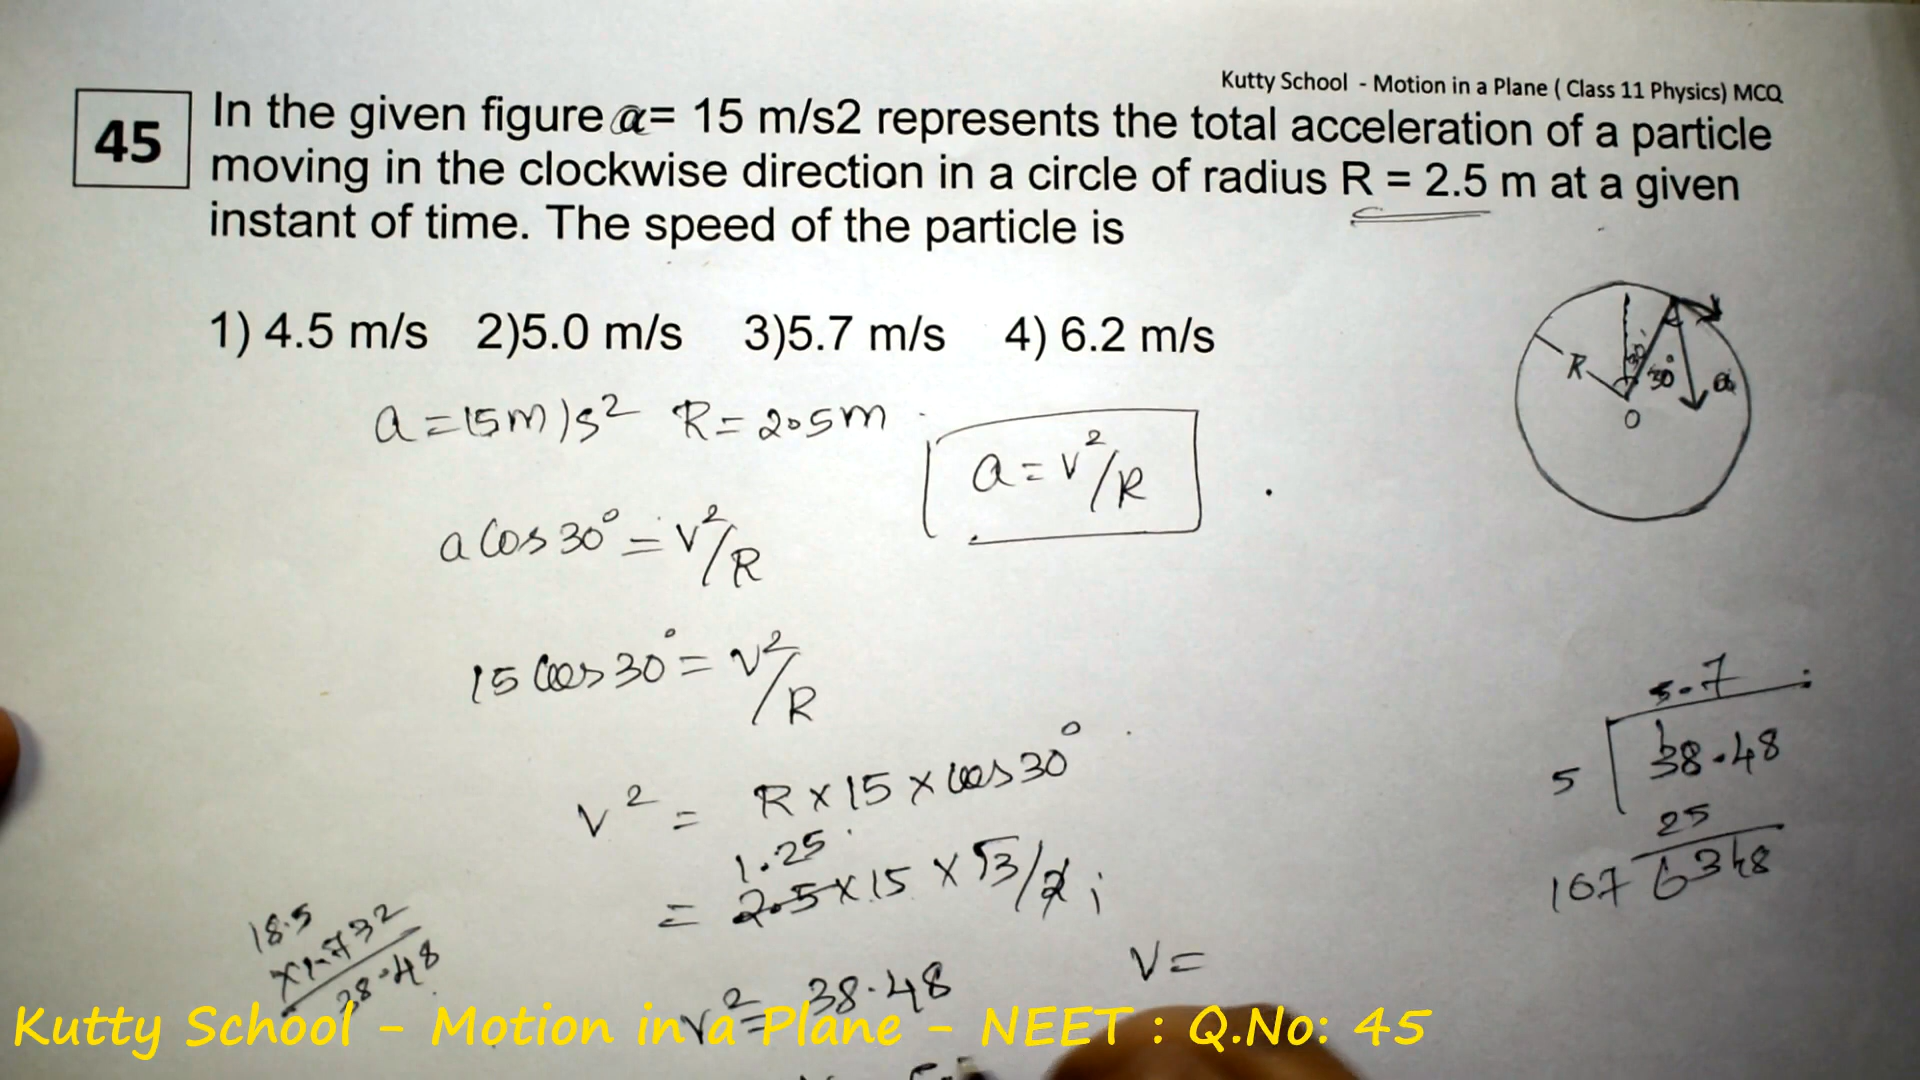 Kutty School - Motion in a Plane ( Class 11 Physics) MCQ
45
In the given figure a= 15 m/s2 represents the total acceleration of a particle
moving in the clockwise direction in a circle of radius R = 2.5 m at a given
instant of time. The speed of the particle is
1) 4.5 m/s 2)5.0 m/s 3)5.7 m/s 4) 6.2 m/s
R 30° a
O
a = 15 m/s² R = 2.5m
a = v²/R
a cos 30° = v²/R
15 cos 30° = v²/R
v² = R × 15 × cos 30°
1.25
= 2.5 × 15 × √3/2
v² = 38.48
v =
18.5
× 1.732
38.48
5.7
5 38.48
25
107 6348
Kutty School - Motion in a Plane - NEET : Q.No: 45